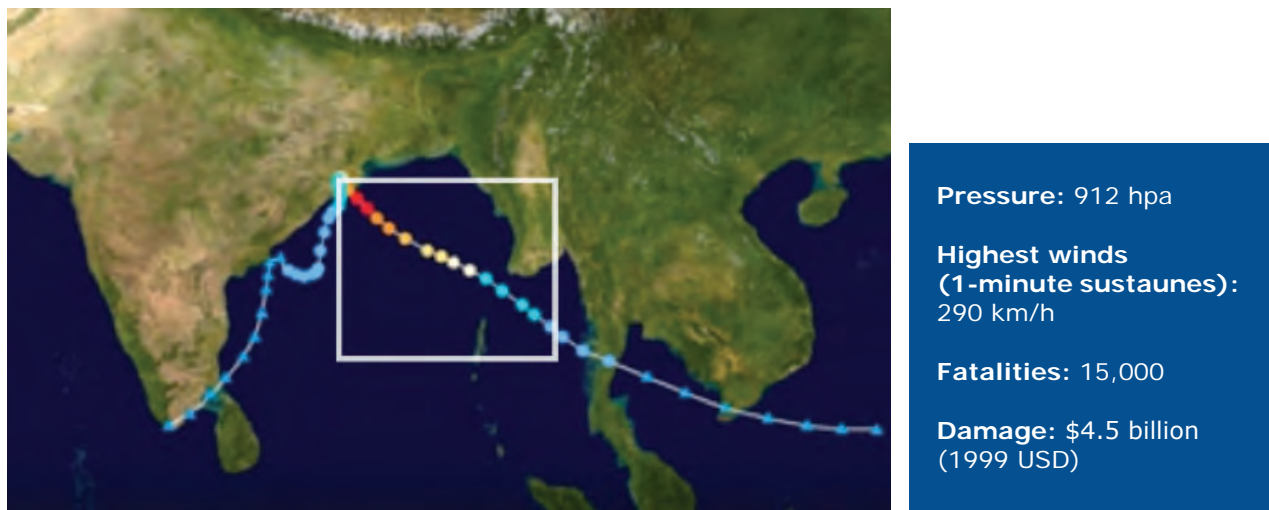 Pressure: 912 hpa
Highest winds
(1-minute sustaunes):
290 km/h
Fatalities: 15,000
Damage: $4.5 billion
(1999 USD)